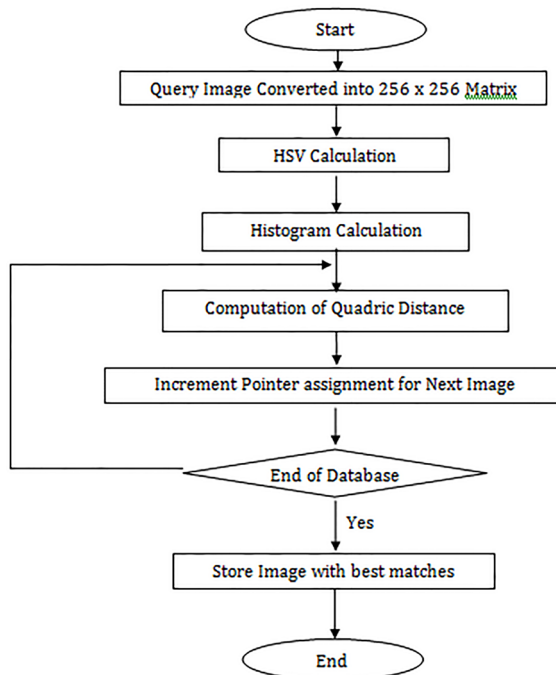 Start
Query Image Converted into 256 x 256 Matrix
HSV Calculation
Histogram Calculation
Computation of Quadric Distance
Increment Pointer assignment for Next Image
End of Database
Yes
Store Image with best matches
End